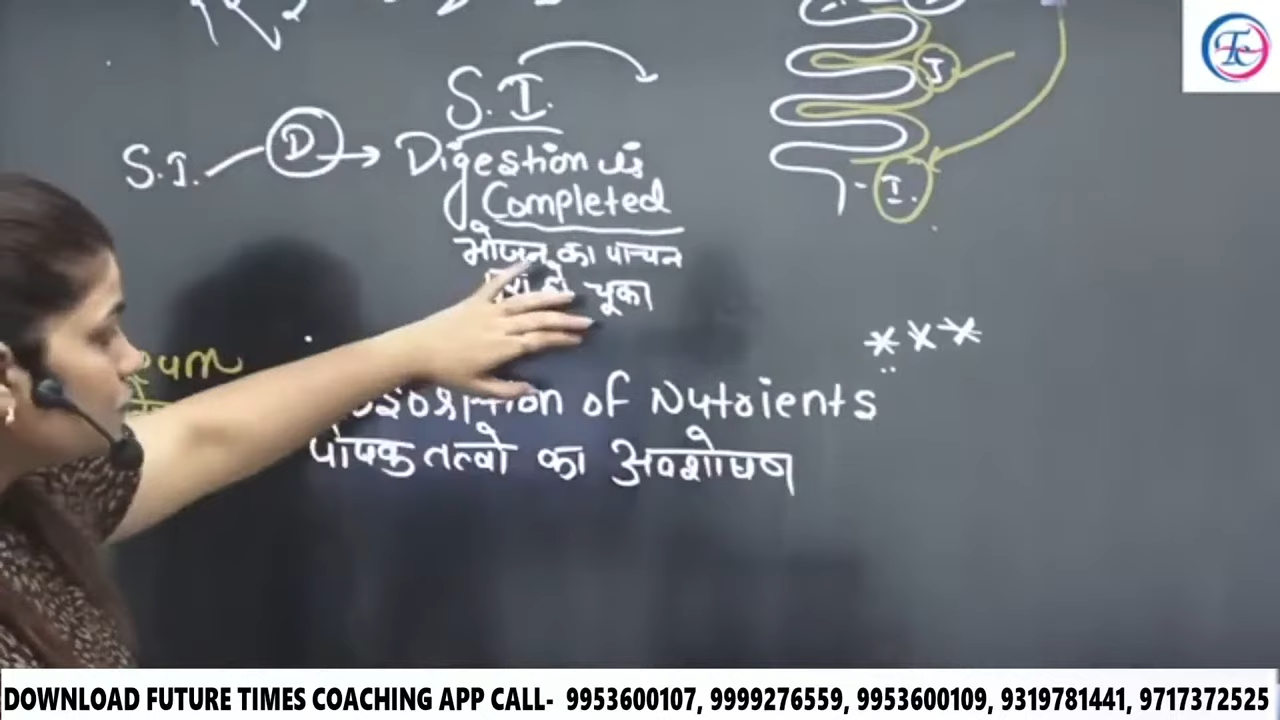 S.I.
S.I. D → Digestion is
Completed
भोजन का पाचन
चूका
J
I.
***
of Nutrients
पोषक तत्वो का अवशोषण
DOWNLOAD FUTURE TIMES COACHING APP CALL- 9953600107, 9999276559, 9953600109, 9319781441, 9717372525